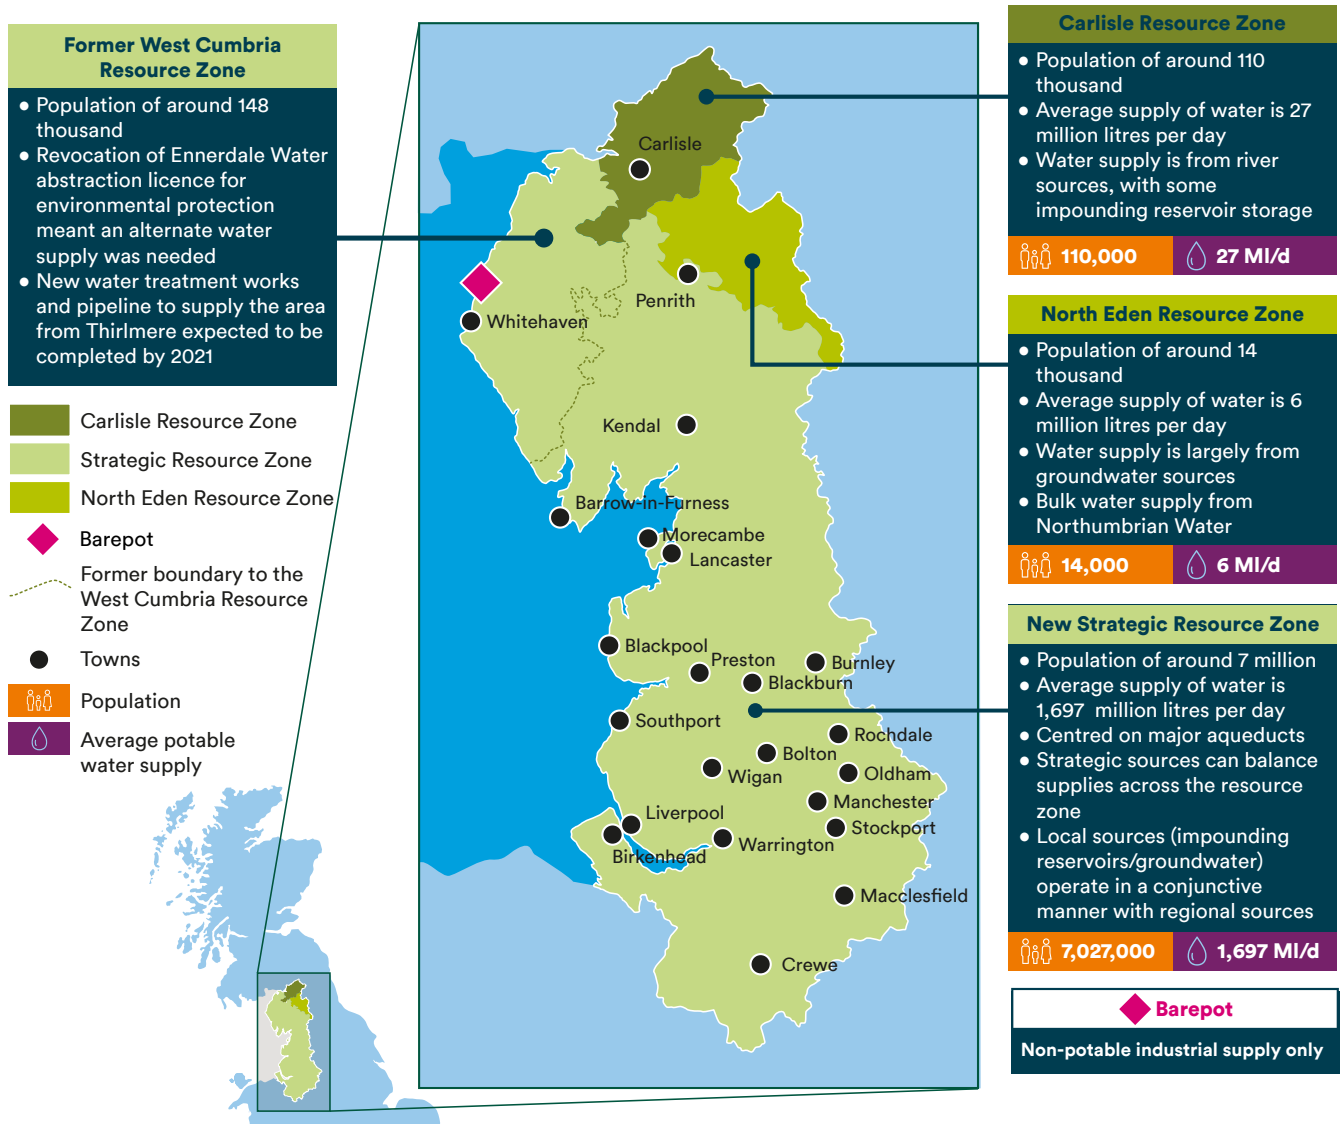 Former West Cumbria
Resource Zone
● Population of around 148
thousand
● Revocation of Ennerdale Water
abstraction licence for
environmental protection
meant an alternate water
supply was needed
● New water treatment works
and pipeline to supply the area
from Thirlmere expected to be
completed by 2021
Carlisle Resource Zone
Strategic Resource Zone
North Eden Resource Zone
Barepot
Former boundary to the
West Cumbria Resource
Zone
Towns
Population
Average potable
water supply
Carlisle
Penrith
Whitehaven
Kendal
Barrow-in-Furness
Morecambe
Lancaster
Blackpool
Preston
Burnley
Blackburn
Southport
Rochdale
Bolton
Wigan
Oldham
Manchester
Liverpool
Stockport
Warrington
Birkenhead
Macclesfield
Crewe
Carlisle Resource Zone
● Population of around 110
thousand
● Average supply of water is 27
million litres per day
● Water supply is from river
sources, with some
impounding reservoir storage
110,000 27 Ml/d
North Eden Resource Zone
● Population of around 14
thousand
● Average supply of water is 6
million litres per day
● Water supply is largely from
groundwater sources
● Bulk water supply from
Northumbrian Water
14,000 6 Ml/d
New Strategic Resource Zone
● Population of around 7 million
● Average supply of water is
1,697 million litres per day
● Centred on major aqueducts
● Strategic sources can balance
supplies across the resource
zone
● Local sources (impounding
reservoirs/groundwater)
operate in a conjunctive
manner with regional sources
7,027,000 1,697 Ml/d
Barepot
Non-potable industrial supply only